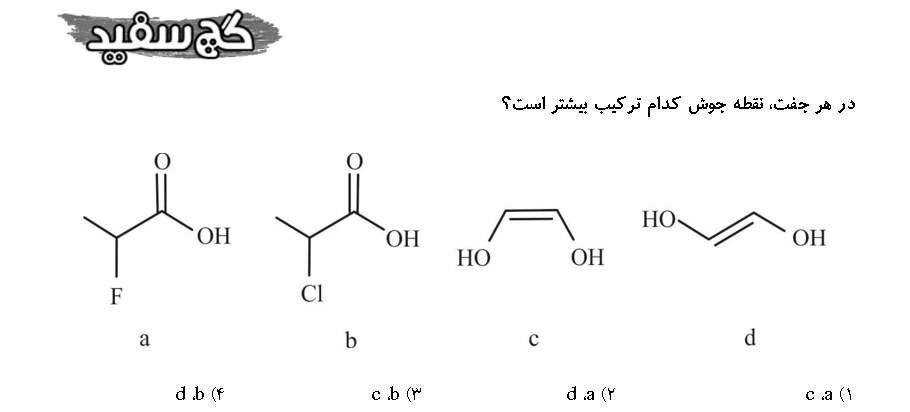 گچ سفید
در هر جفت، نقطه جوش کدام ترکیب بیشتر است؟
O
OH
F
a
O
OH
Cl
b
HO
OH
c
HO
OH
d
۱) c ،a
۲) d ،a
۳) c ،b
۴) d ،b